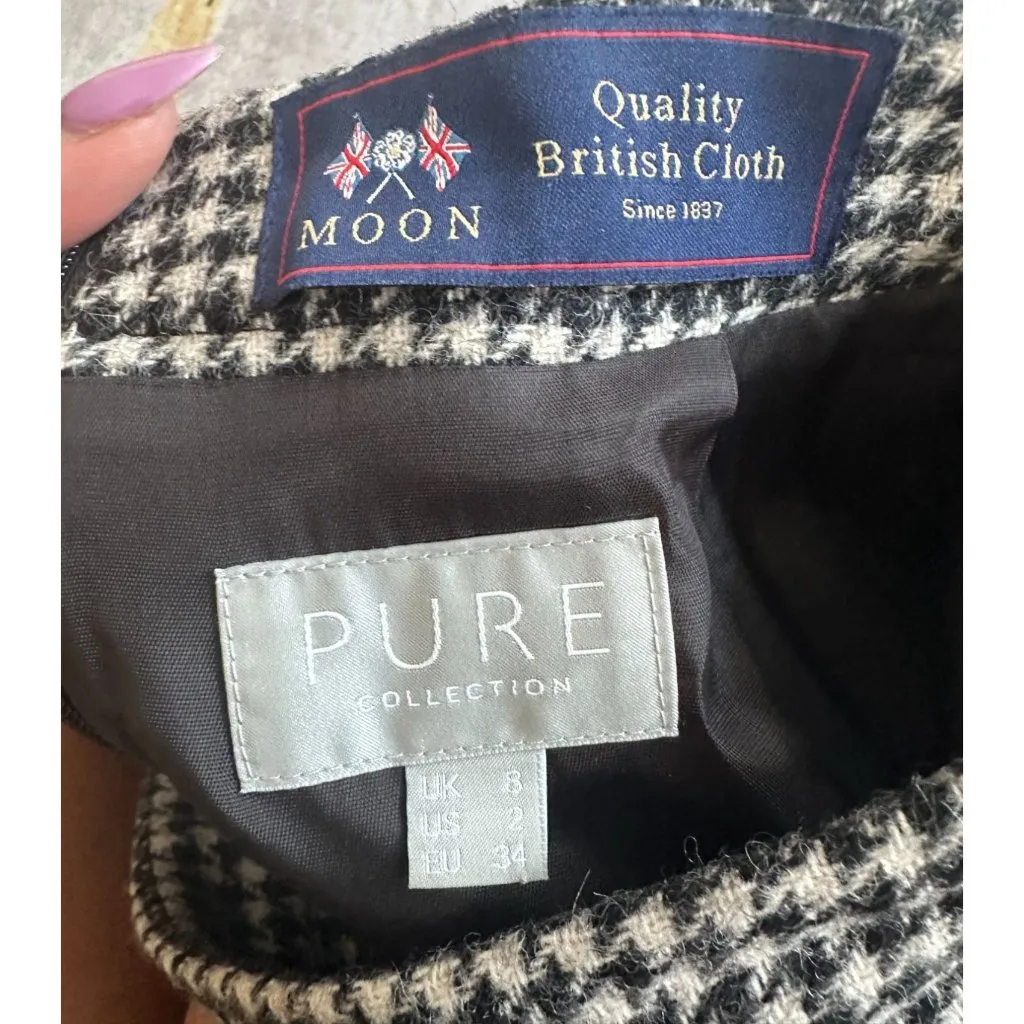 MOON
Quality
British Cloth
Since 1837
PURE
COLLECTION
UK 8
US 2
EU 34